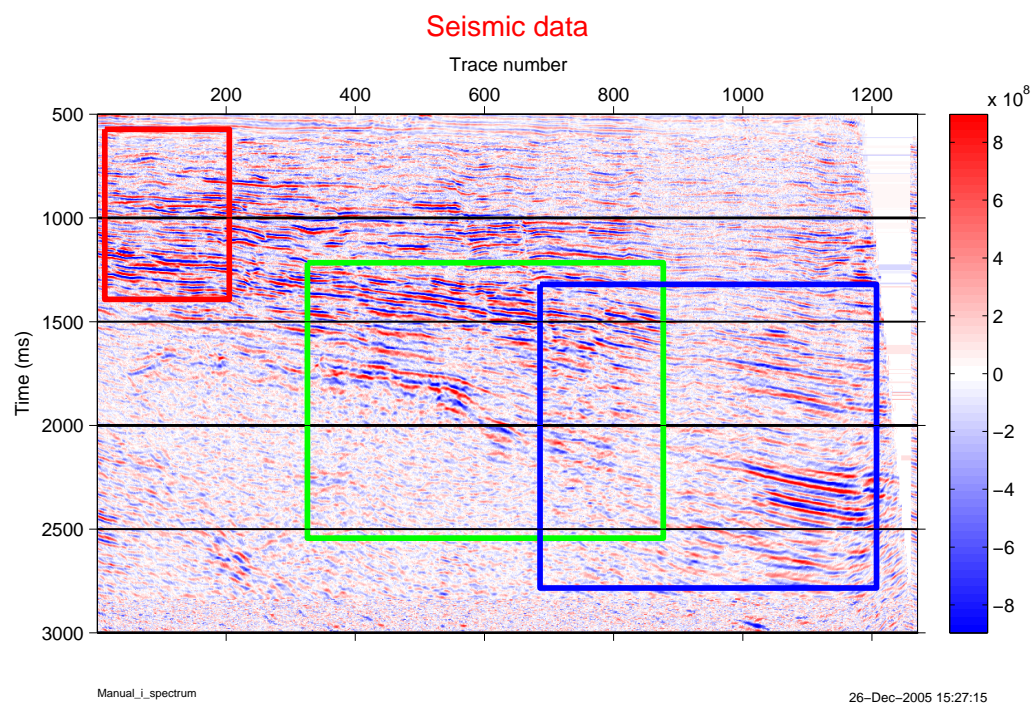 Seismic data
Trace number
200 400 600 800 1000 1200
x 10^8
500
1000
1500
2000
2500
3000
Time (ms)
8
6
4
2
0
−2
−4
−6
−8
Manual_i_spectrum
26−Dec−2005 15:27:15